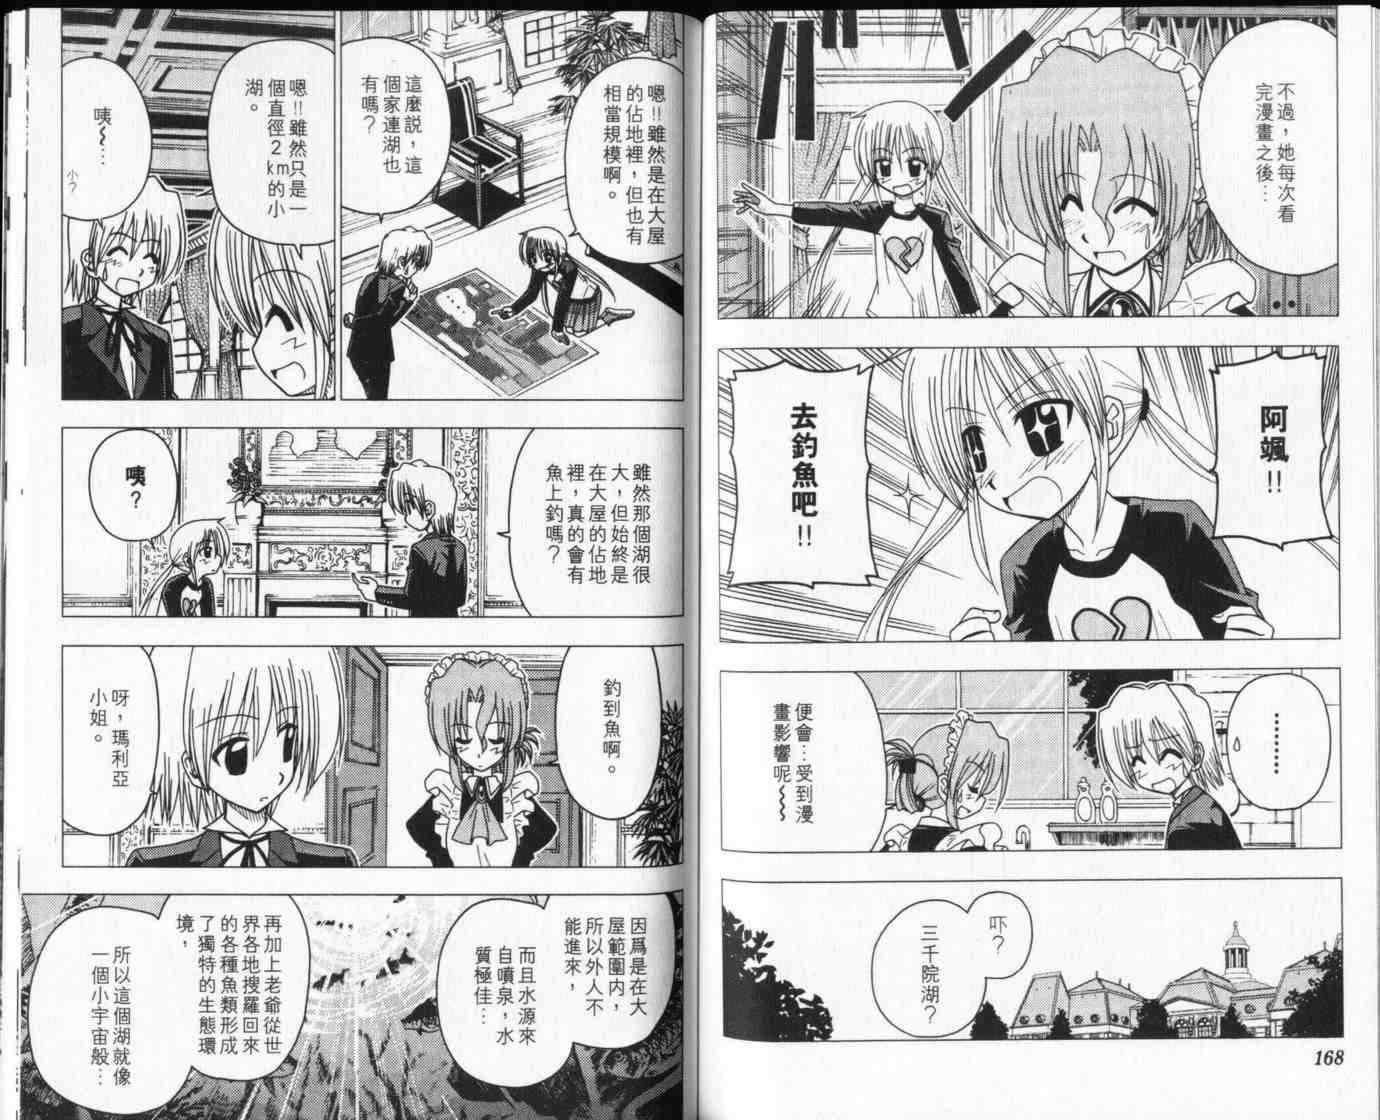 不過，她每次看
完漫畫之後…
阿颯!!
去釣魚吧!!
………
便會…受到漫
畫影響呢～～
吓？
三千院湖？
168
嗯!!雖然是在大屋
的佔地裡，但也有
相當規模啊。
這麼說，這
個家連湖也
有嗎？
嗯!!雖然只是一
個直徑2km的小
湖。
咦～…
小？
雖然那個湖很
大，但始終是
在大屋的佔地
裡，真的會有
魚上釣嗎？
咦？
釣到魚啊。
呀，瑪利亞
小姐。
因爲是在大
屋範圍内，
所以外人不
能進來，
而且水源來
自噴泉，水
質極佳…
再加上老爺從世
界各地搜羅回來
的各種魚類形成
了獨特的生態環
境，
所以這個湖就像
一個小宇宙般…